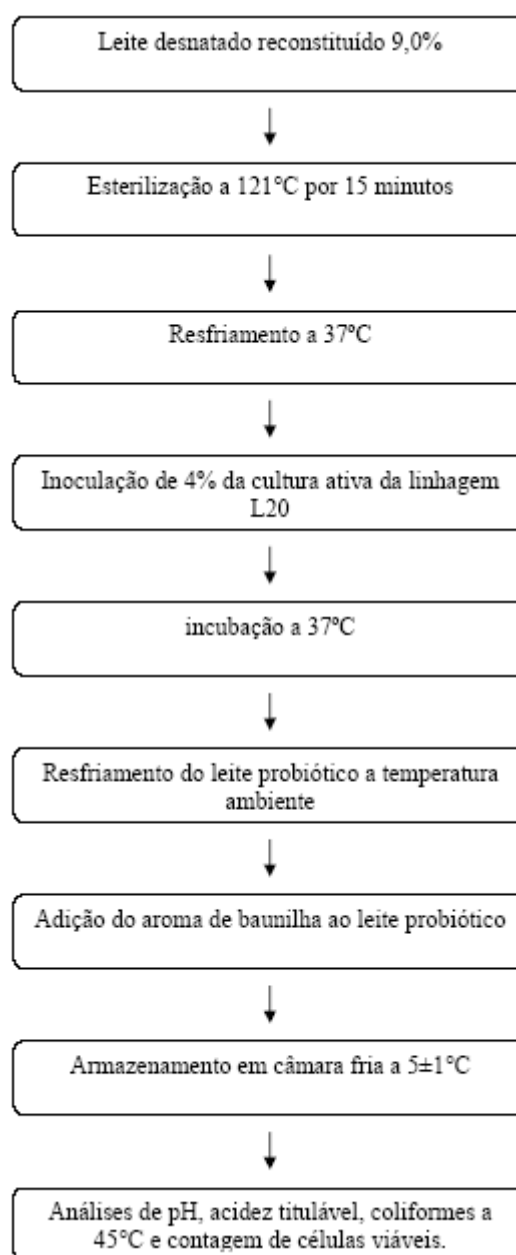 Leite desnatado reconstituído 9,0%
Esterilização a 121°C por 15 minutos
Resfriamento a 37ºC
Inoculação de 4% da cultura ativa da linhagem
L20
incubação a 37ºC
Resfriamento do leite probiótico a temperatura
ambiente
Adição do aroma de baunilha ao leite probiótico
Armazenamento em câmara fria a 5±1°C
Análises de pH, acidez titulável, coliformes a
45°C e contagem de células viáveis.